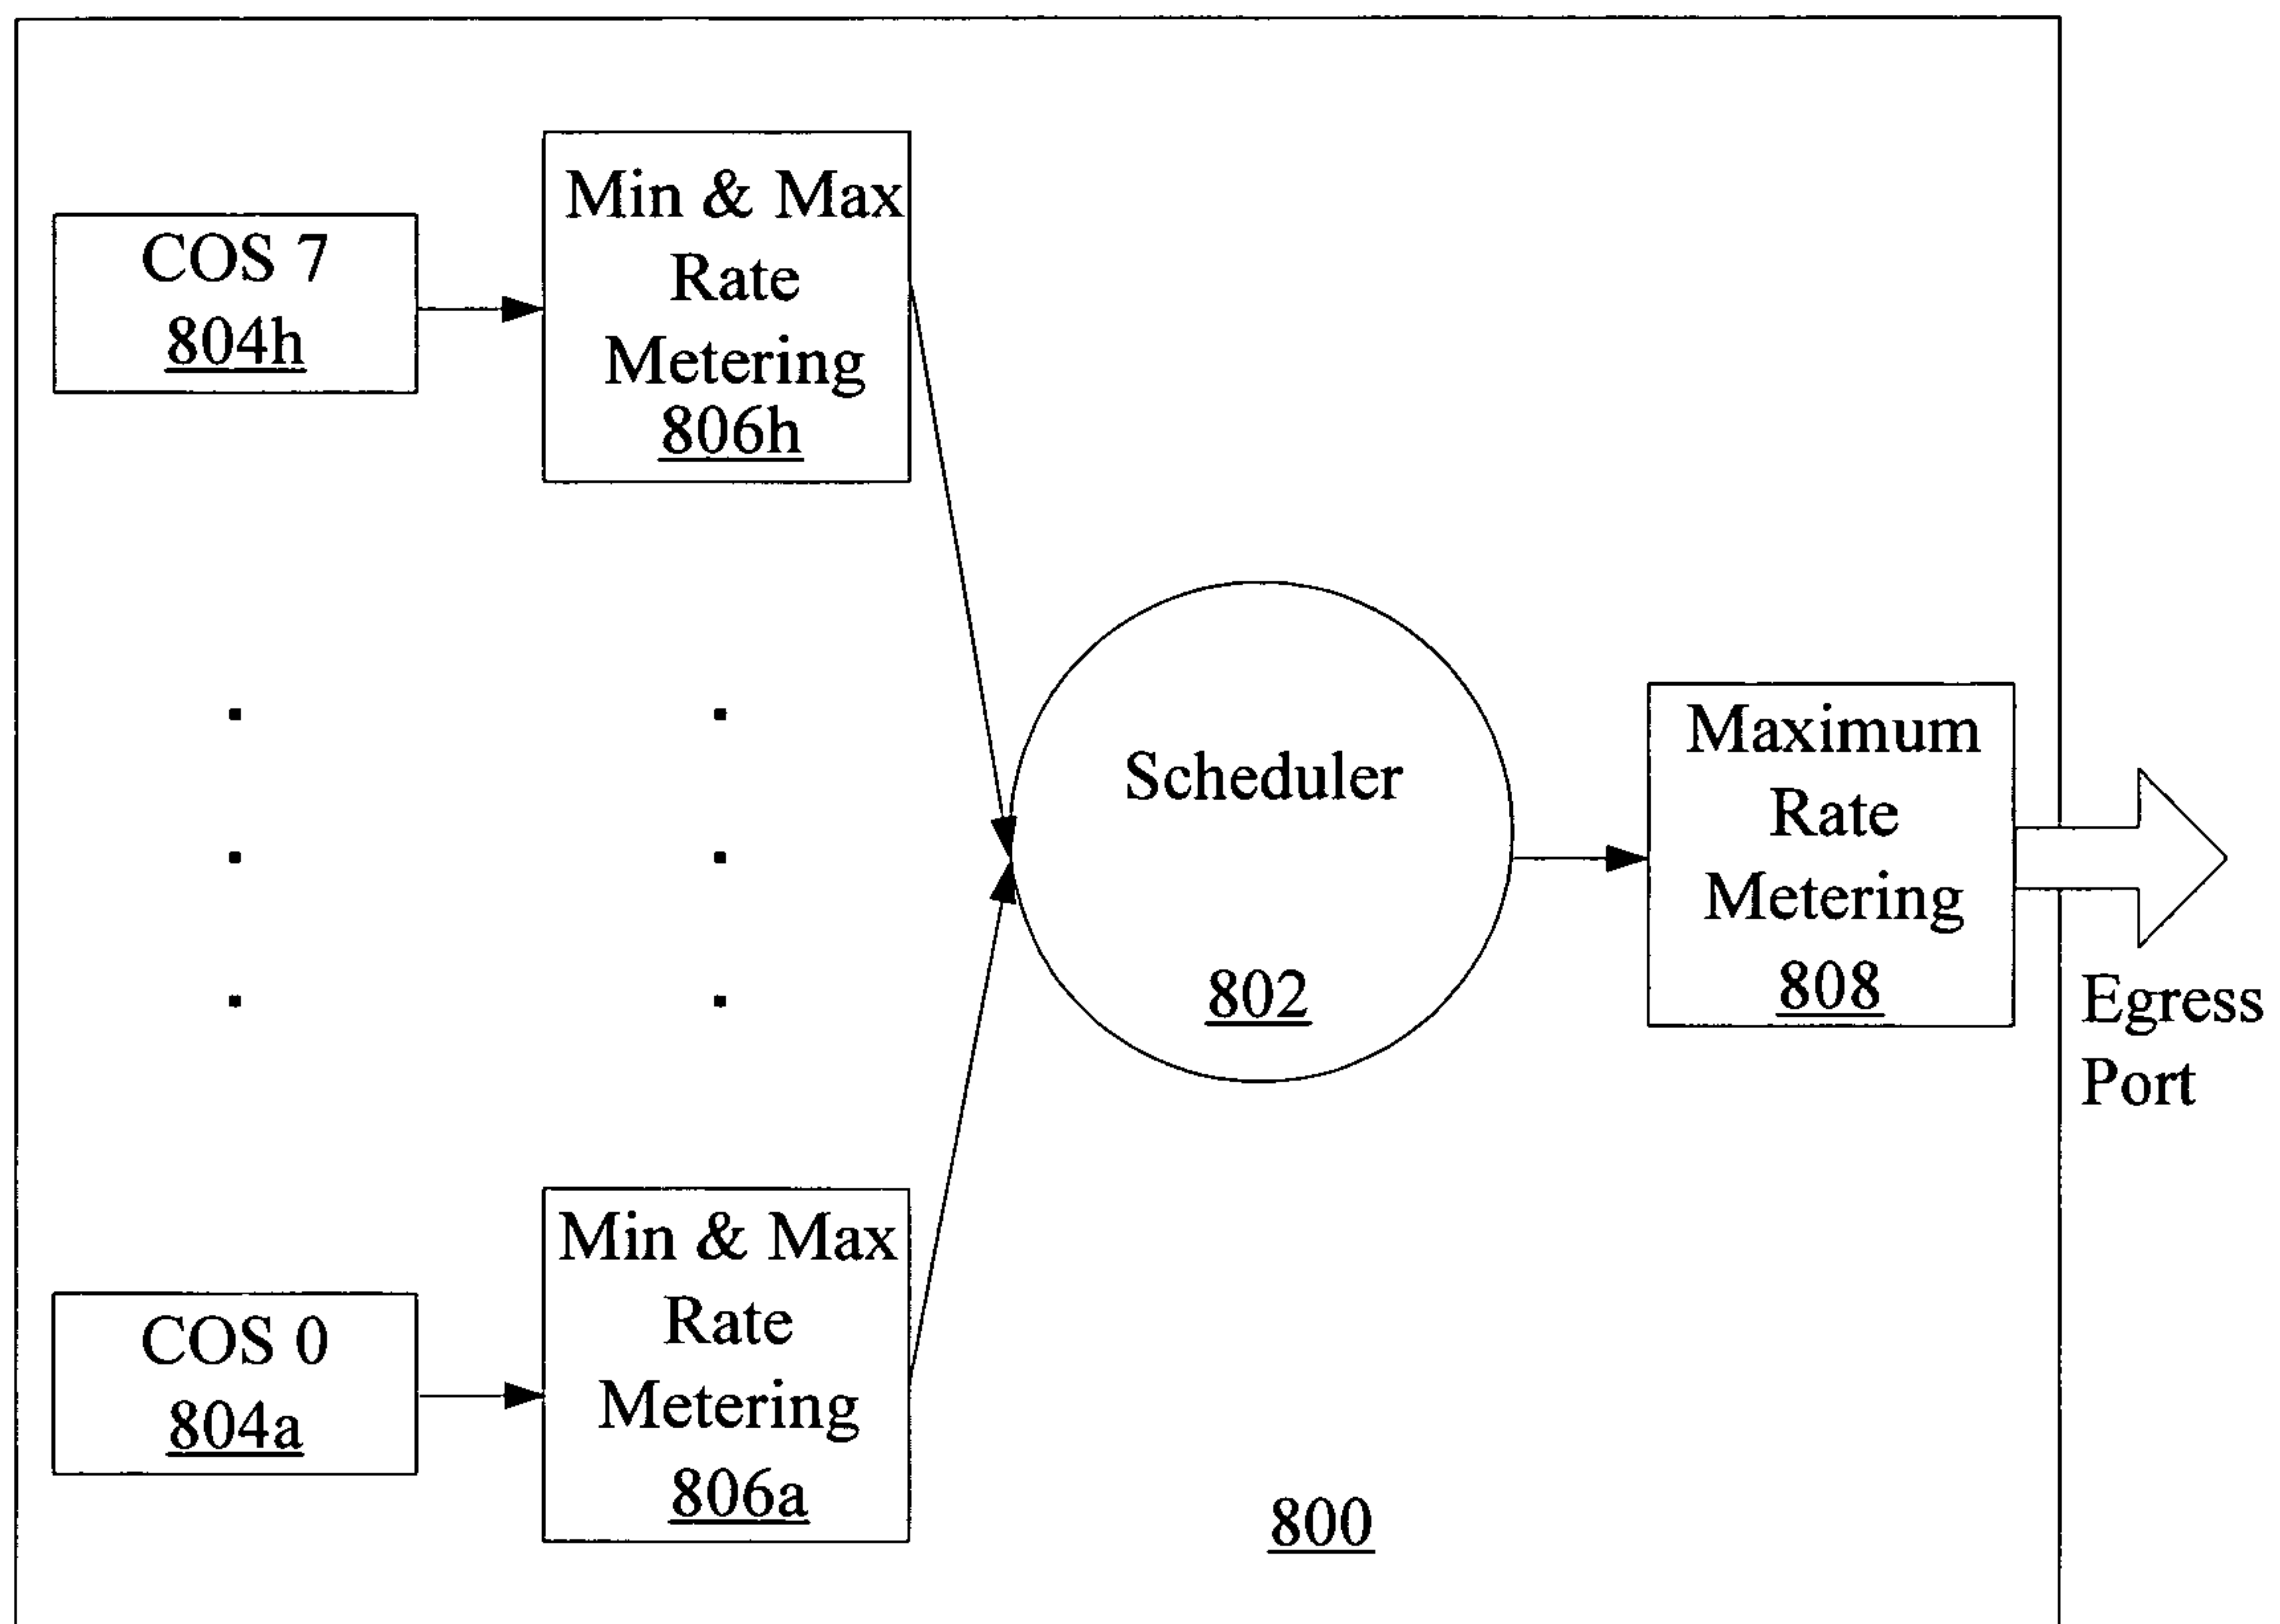 COS 7
804h
Min & Max
Rate
Metering
806h
Scheduler
802
Maximum
Rate
Metering
808
Egress
Port
COS 0
804a
Min & Max
Rate
Metering
806a
800